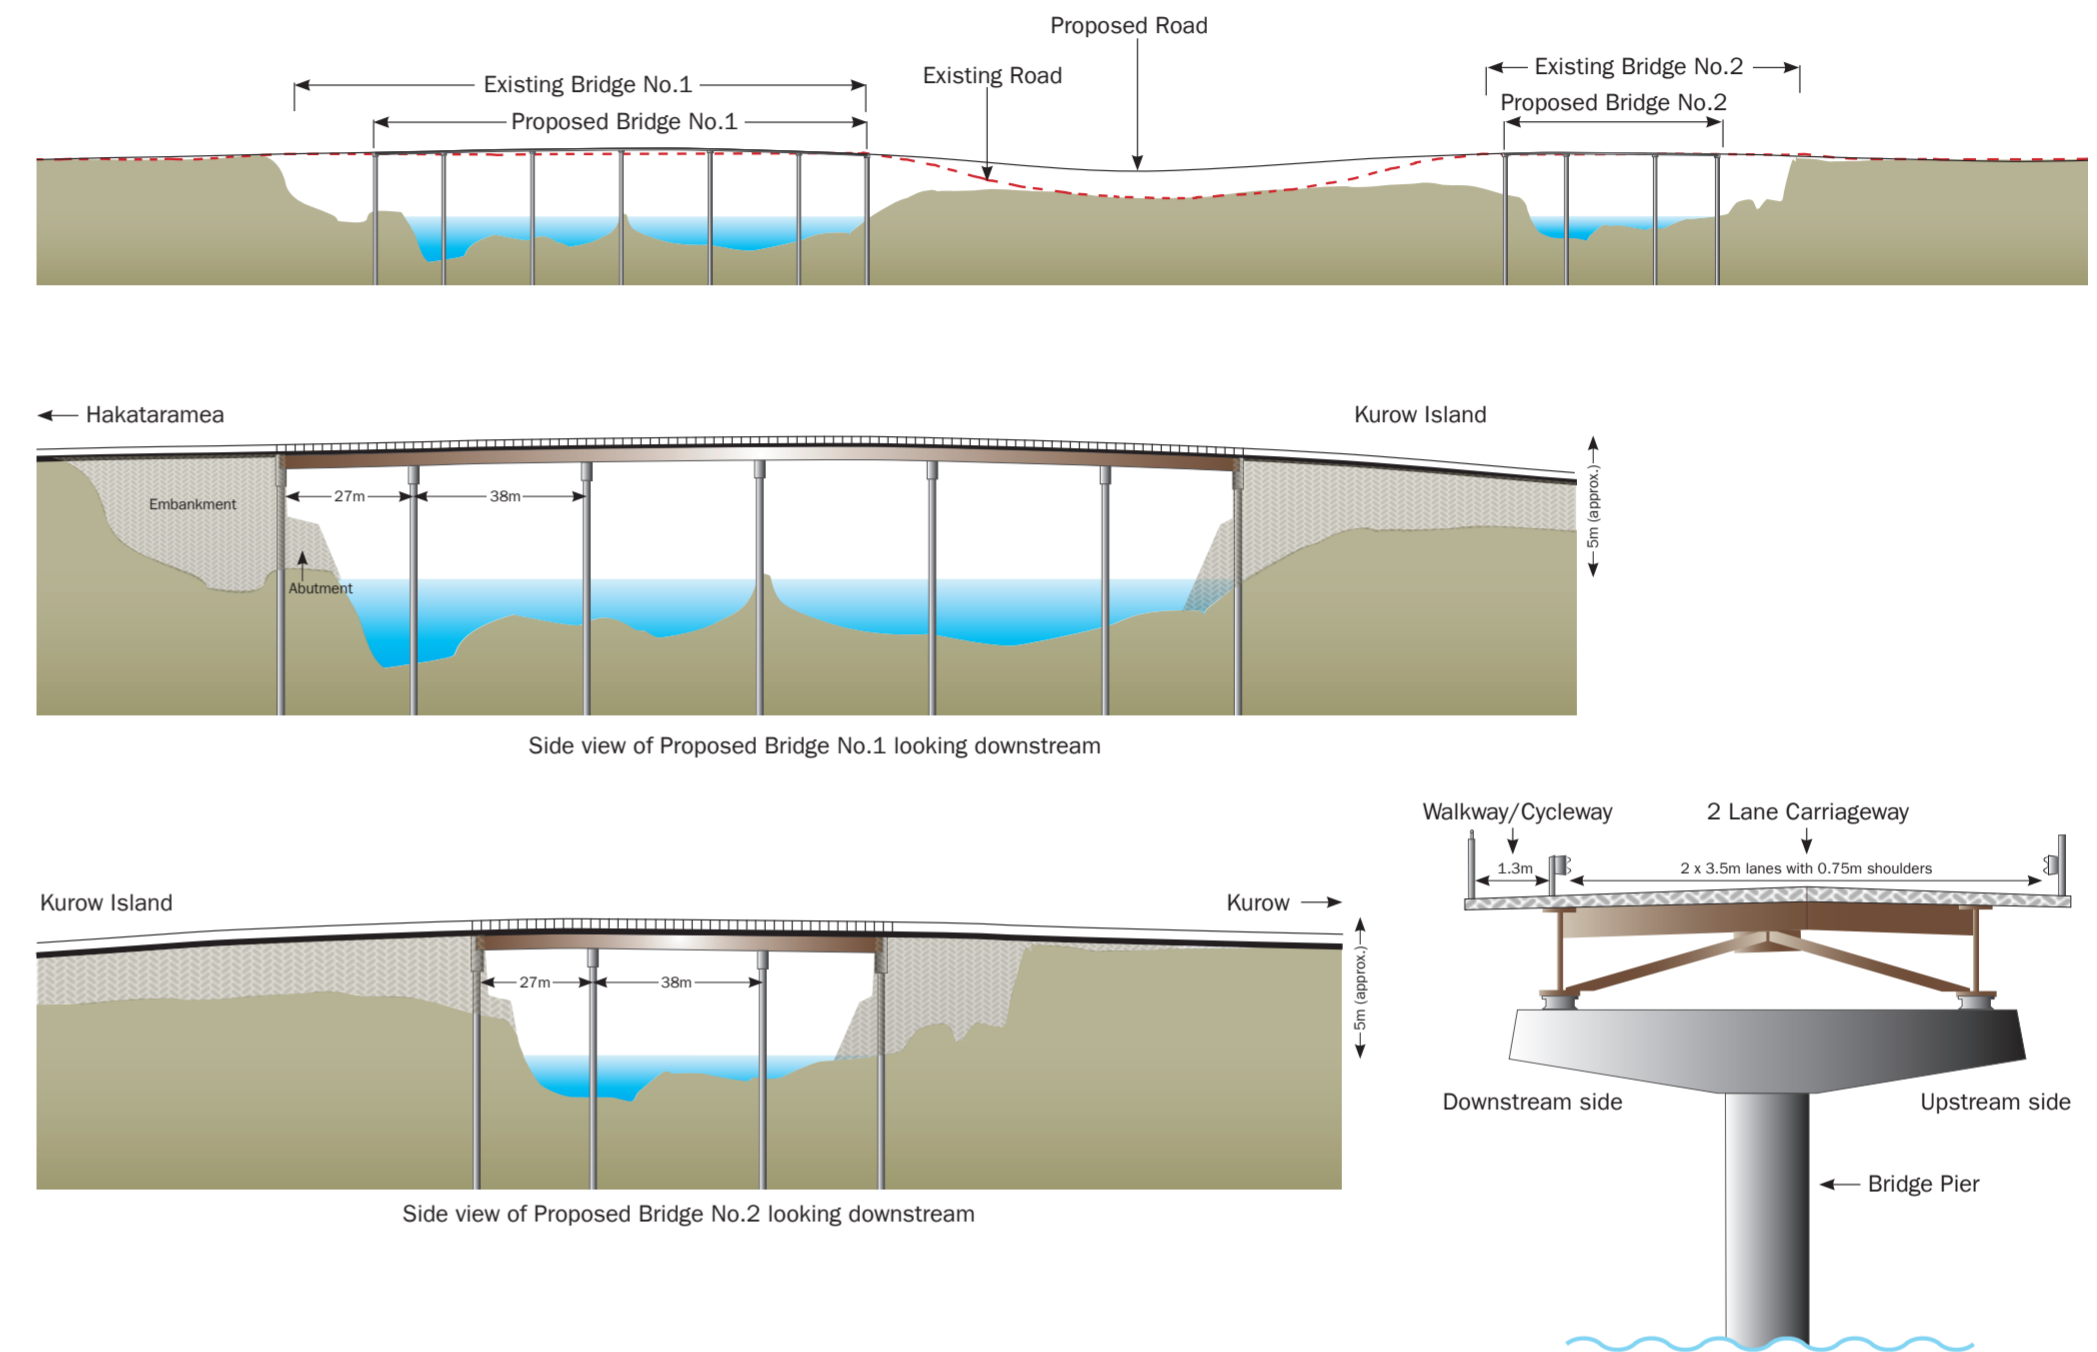 Proposed Road
Existing Road
Existing Bridge No.1
Proposed Bridge No.1
Existing Bridge No.2
Proposed Bridge No.2
Hakataramea
Kurow Island
Embankment
27m
38m
Abutment
5m (approx.)
Side view of Proposed Bridge No.1 looking downstream
Kurow Island
Kurow
27m
38m
5m (approx.)
Side view of Proposed Bridge No.2 looking downstream
Walkway/Cycleway
2 Lane Carriageway
1.3m
2 x 3.5m lanes with 0.75m shoulders
Downstream side
Upstream side
Bridge Pier